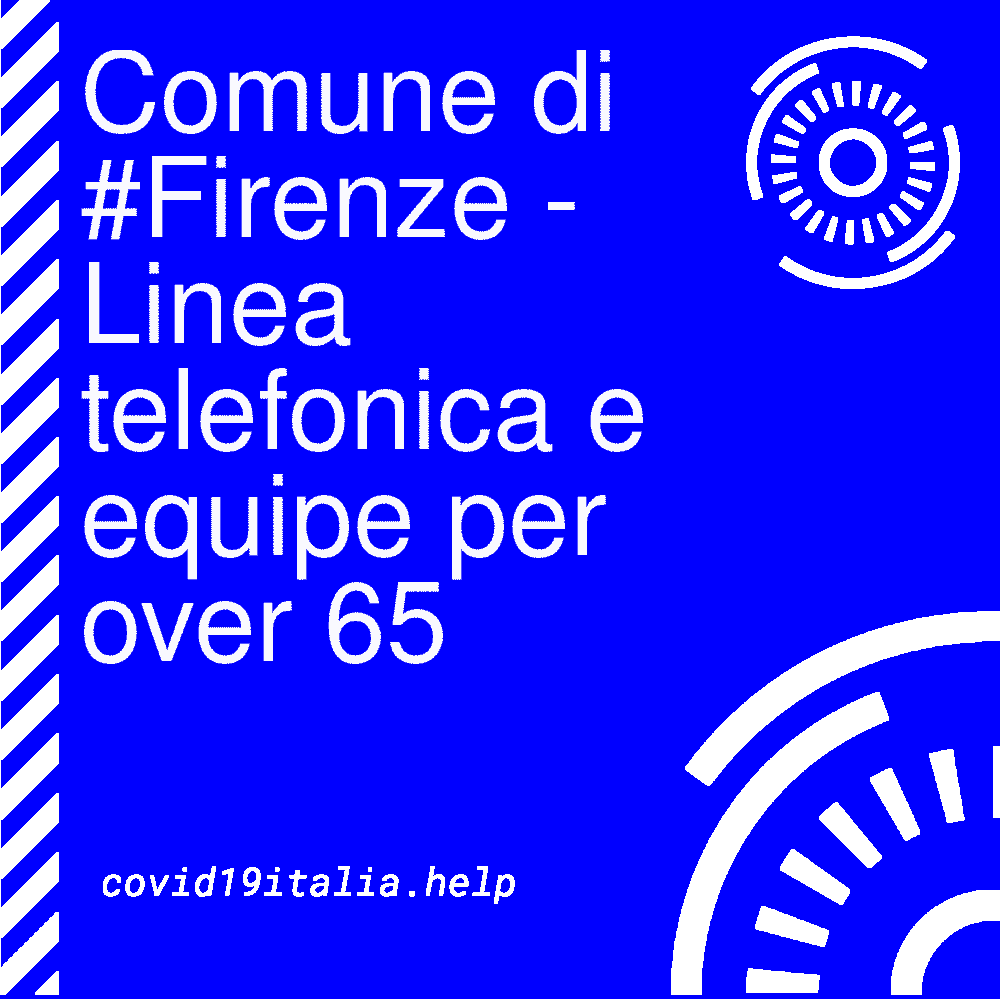 Comune di
#Firenze -
Linea
telefonica e
equipe per
over 65
covid19italia.help